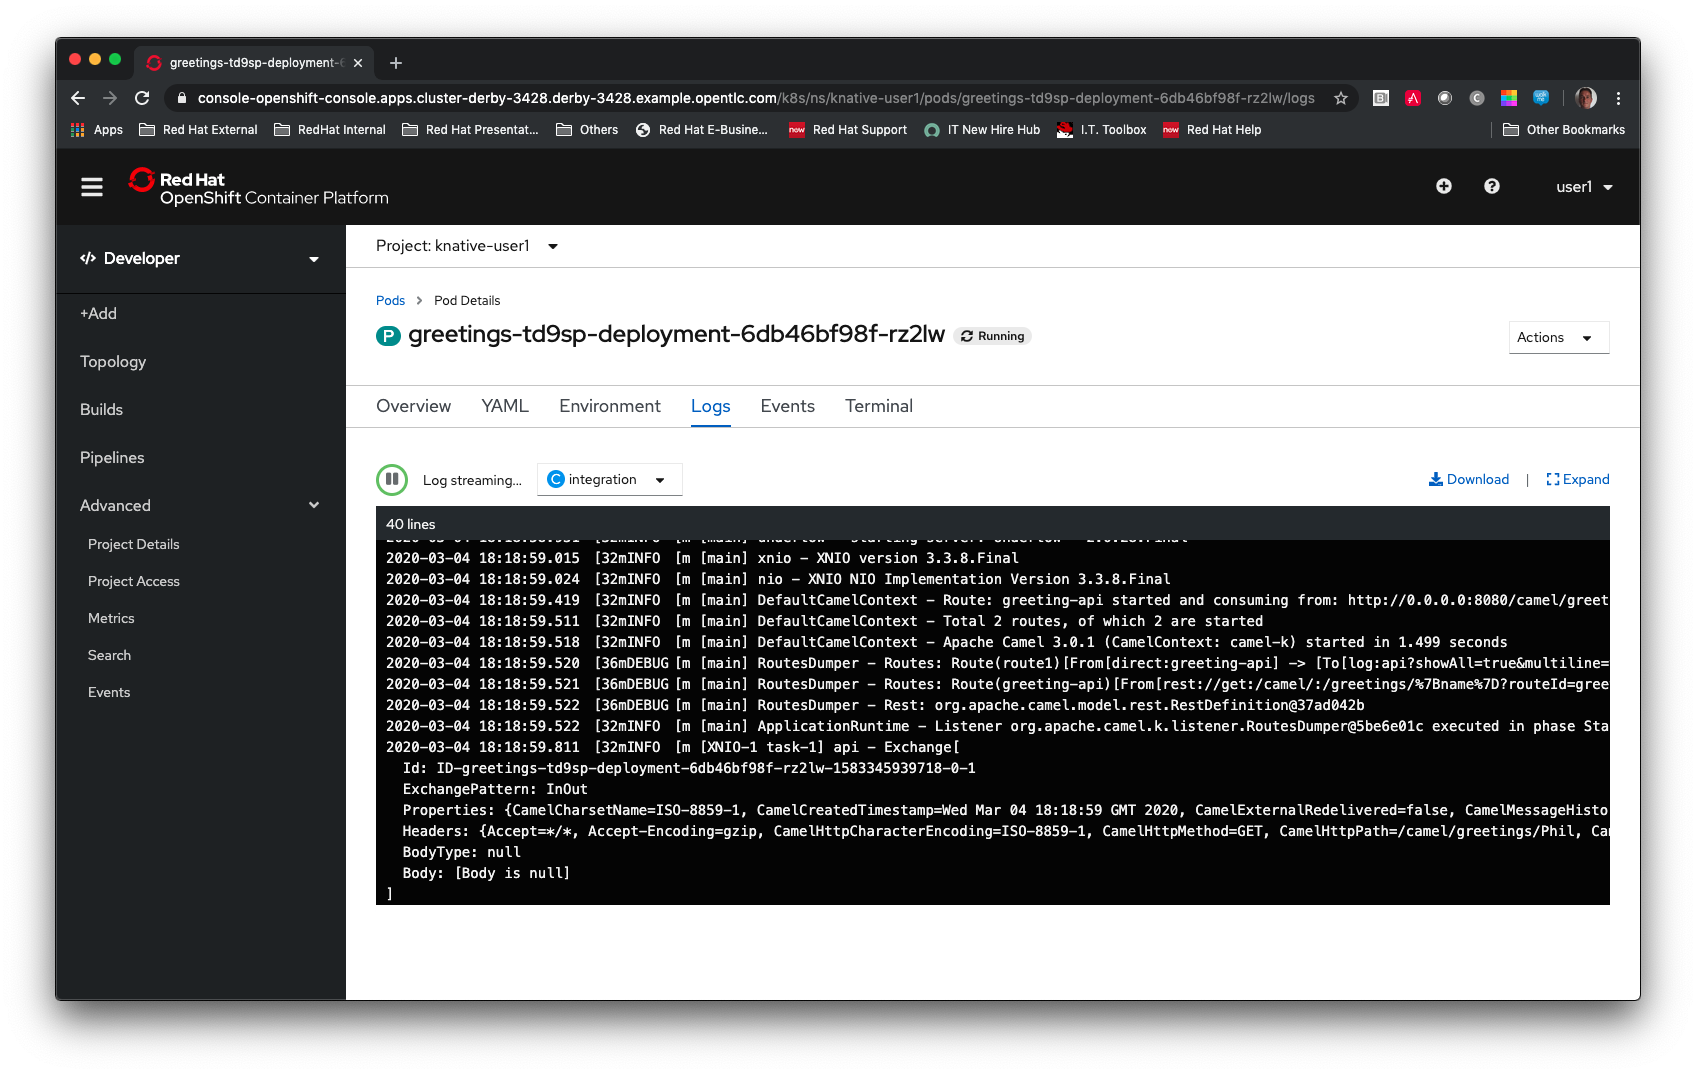 greetings-td9sp-deployment-6
console-openshift-console.apps.cluster-derby-3428.derby-3428.example.opentlc.com/k8s/ns/knative-user1/pods/greetings-td9sp-deployment-6db46bf98f-rz2lw/logs
Apps Red Hat External RedHat Internal Red Hat Presentat... Others Red Hat E-Busine... now Red Hat Support IT New Hire Hub I.T. Toolbox now Red Hat Help Other Bookmarks
Red Hat
OpenShift Container Platform
user1
Developer
+Add
Topology
Builds
Pipelines
Advanced
Project Details
Project Access
Metrics
Search
Events
Project: knative-user1
Pods > Pod Details
P greetings-td9sp-deployment-6db46bf98f-rz2lw Running
Actions
Overview YAML Environment Logs Events Terminal
Log streaming... C integration
Download | Expand
40 lines
2020-03-04 18:18:59.015 [32mINFO [m [main] xnio - XNIO version 3.3.8.Final
2020-03-04 18:18:59.024 [32mINFO [m [main] nio - XNIO NIO Implementation Version 3.3.8.Final
2020-03-04 18:18:59.419 [32mINFO [m [main] DefaultCamelContext - Route: greeting-api started and consuming from: http://0.0.0.0:8080/camel/greet
2020-03-04 18:18:59.511 [32mINFO [m [main] DefaultCamelContext - Total 2 routes, of which 2 are started
2020-03-04 18:18:59.518 [32mINFO [m [main] DefaultCamelContext - Apache Camel 3.0.1 (CamelContext: camel-k) started in 1.499 seconds
2020-03-04 18:18:59.520 [36mDEBUG [m [main] RoutesDumper - Routes: Route(route1)[From[direct:greeting-api] -> [To[log:api?showAll=true&multiline=
2020-03-04 18:18:59.521 [36mDEBUG [m [main] RoutesDumper - Routes: Route(greeting-api)[From[rest://get:/camel/:/greetings/%7Bname%7D?routeId=gree
2020-03-04 18:18:59.522 [36mDEBUG [m [main] RoutesDumper - Rest: org.apache.camel.model.rest.RestDefinition@37ad042b
2020-03-04 18:18:59.522 [32mINFO [m [main] ApplicationRuntime - Listener org.apache.camel.k.listener.RoutesDumper@5be6e01c executed in phase Sta
2020-03-04 18:18:59.811 [32mINFO [m [XNIO-1 task-1] api - Exchange[
Id: ID-greetings-td9sp-deployment-6db46bf98f-rz2lw-1583345939718-0-1
ExchangePattern: InOut
Properties: {CamelCharsetName=ISO-8859-1, CamelCreatedTimestamp=Wed Mar 04 18:18:59 GMT 2020, CamelExternalRedelivered=false, CamelMessageHisto
Headers: {Accept=*/*, Accept-Encoding=gzip, CamelHttpCharacterEncoding=ISO-8859-1, CamelHttpMethod=GET, CamelHttpPath=/camel/greetings/Phil, Ca
BodyType: null
Body: [Body is null]
]